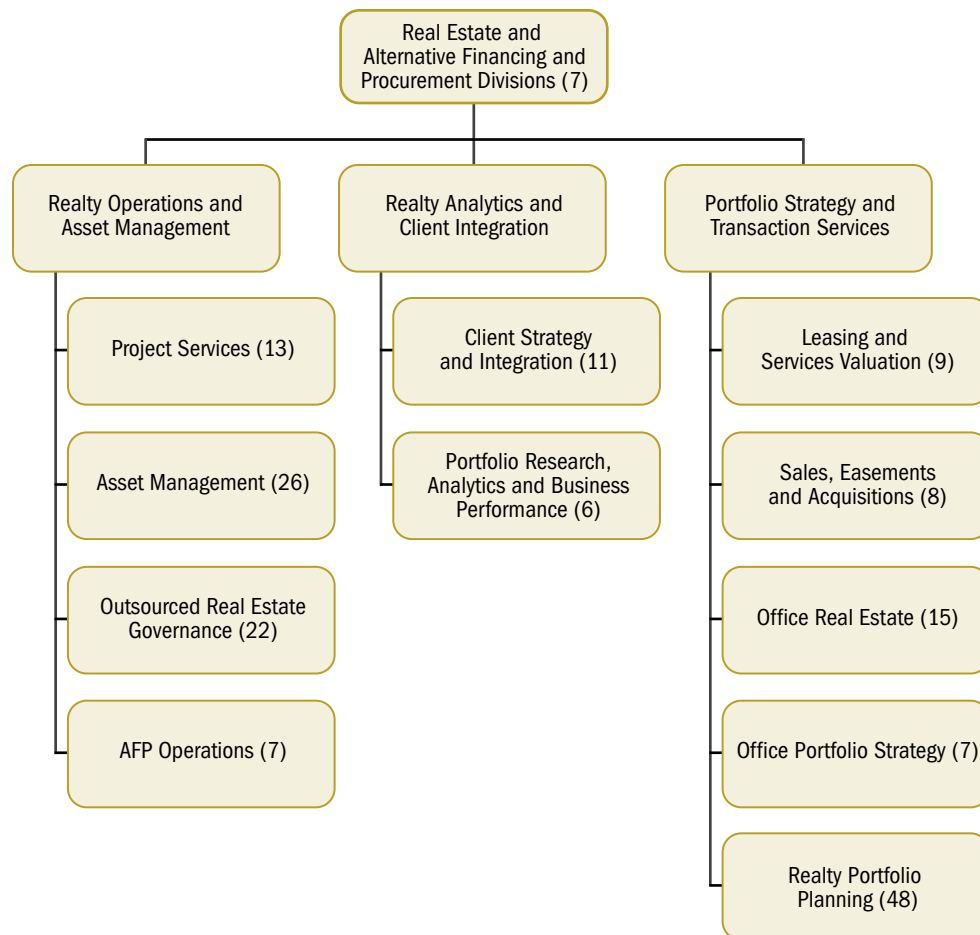 Real Estate and
Alternative Financing and
Procurement Divisions (7)
Realty Operations and
Asset Management
Realty Analytics and
Client Integration
Portfolio Strategy and
Transaction Services
Project Services (13)
Asset Management (26)
Outsourced Real Estate
Governance (22)
AFP Operations (7)
Client Strategy
and Integration (11)
Portfolio Research,
Analytics and Business
Performance (6)
Leasing and
Services Valuation (9)
Sales, Easements
and Acquisitions (8)
Office Real Estate (15)
Office Portfolio Strategy (7)
Realty Portfolio
Planning (48)